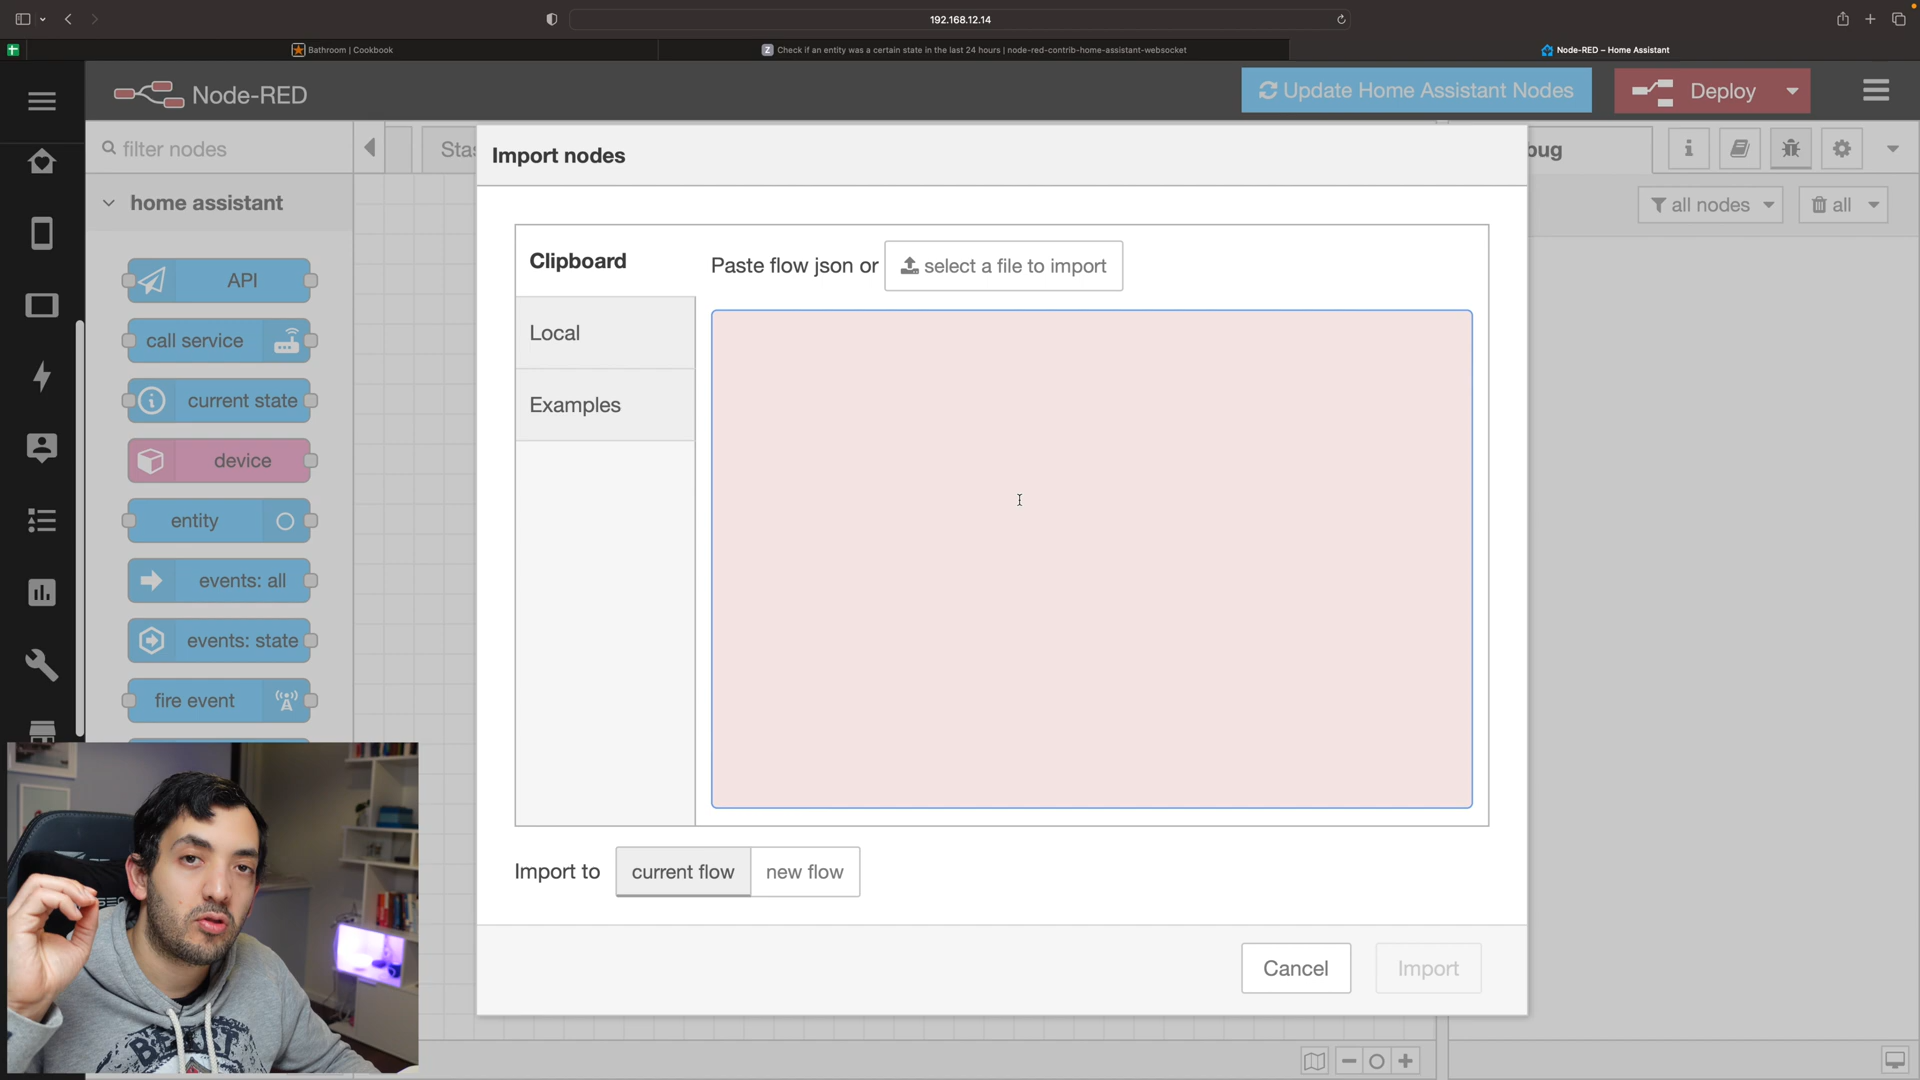 192.168.12.14
Bathroom | Cookbook
Z Check if an entity was a certain state in the last 24 hours | node-red-contrib-home-assistant-websocket
Node-RED – Home Assistant
Node-RED
Update Home Assistant Nodes
Deploy
filter nodes
Sta
Import nodes
bug
i
home assistant
all nodes
all
API
call service
current state
device
entity
events: all
events: state
fire event
Clipboard
Paste flow json or
select a file to import
Local
Examples
Import to
current flow
new flow
Cancel
Import